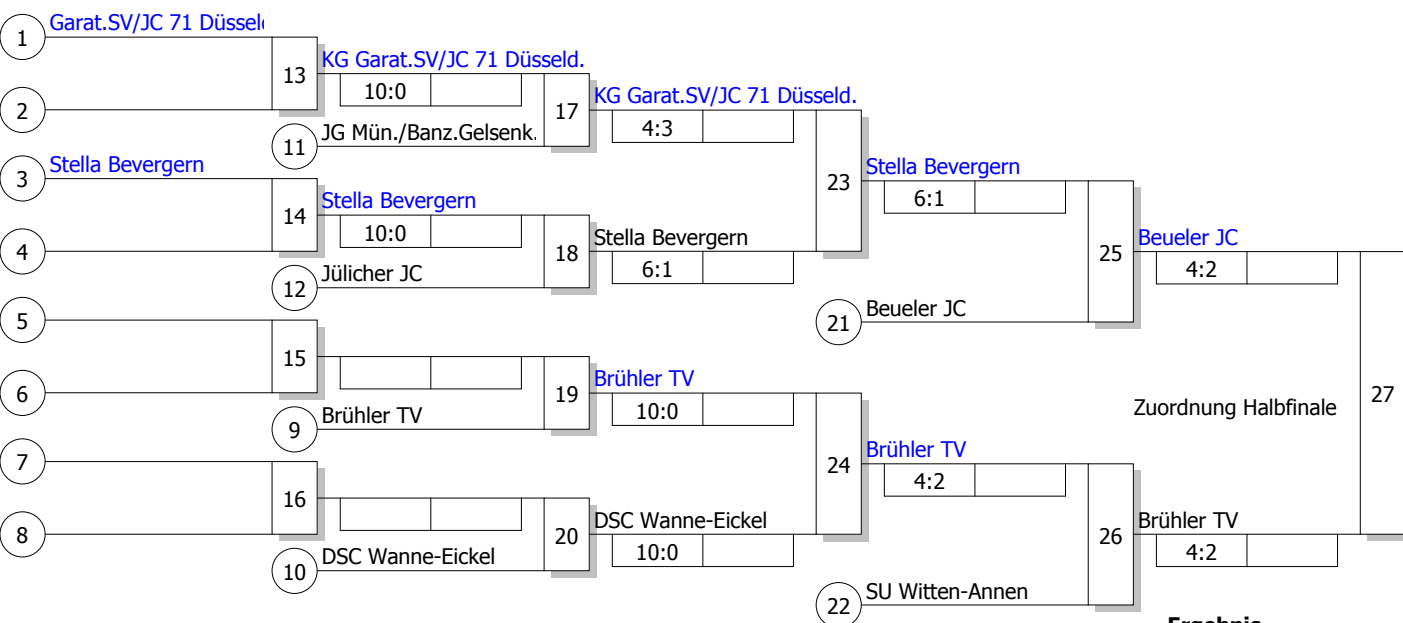 Garat.SV/JC 71 Düssel
1
KG Garat.SV/JC 71 Düsseld.
13
10:0
KG Garat.SV/JC 71 Düsseld.
2
17
4:3
JG Mün./Banz.Gelsenk.
11
Stella Bevergern
3
Stella Bevergern
23
6:1
Stella Bevergern
14
10:0
Stella Bevergern
Beueler JC
4
18
25
6:1
4:2
Jülicher JC
12
Beueler JC
5
21
15
Brühler TV
6
19
27
10:0
Zuordnung Halbfinale
Brühler TV
9
Brühler TV
7
24
4:2
16
DSC Wanne-Eickel
Brühler TV
8
20
26
10:0
4:2
DSC Wanne-Eickel
10
SU Witten-Annen
22
Ergebnis